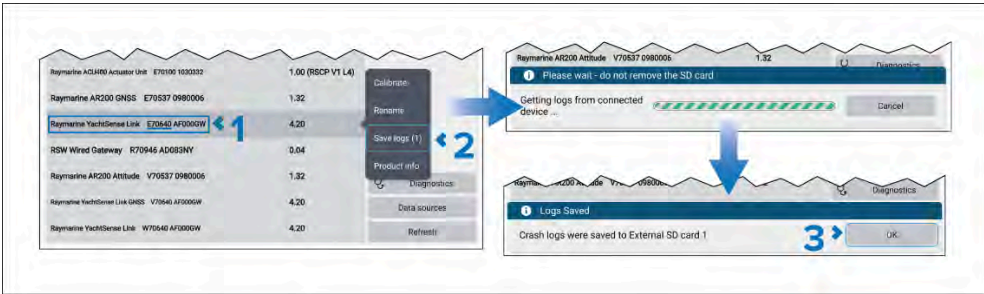 Raymarine ACU400 Actuator Unit E70100 1030332 1.00 (RSCP V1 L4)
Raymarine AR200 GNSS E70537 0980006 1.32
Raymarine YachtSense Link E70640 AF000GW 4.20
RSW Wired Gateway R70946 AD083NY 0.04
Raymarine AR200 Attitude V70537 0980006 1.32
Raymarine YachtSense Link GNSS V70640 AF000GW 4.20
Raymarine YachtSense Link W70640 AF000GW 4.20
Calibrate
Rename
Save logs (1)
Product info
Diagnostics
Data sources
Refresh
1
2
Raymarine AR200 Attitude V70537 0980006 1.32
Diagnostics
Please wait - do not remove the SD card
Getting logs from connected
device ...
Cancel
Diagnostics
Logs Saved
Crash logs were saved to External SD card 1
3
OK